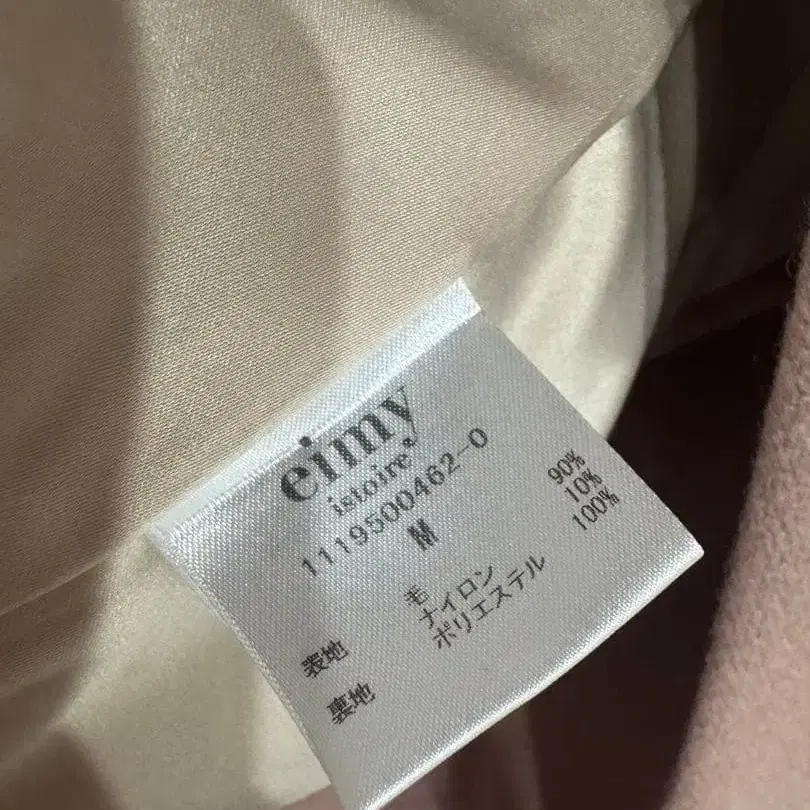 eimy
istoire
1119500462-0
M
表地 毛 90%
ナイロン 10%
裏地 ポリエステル 100%